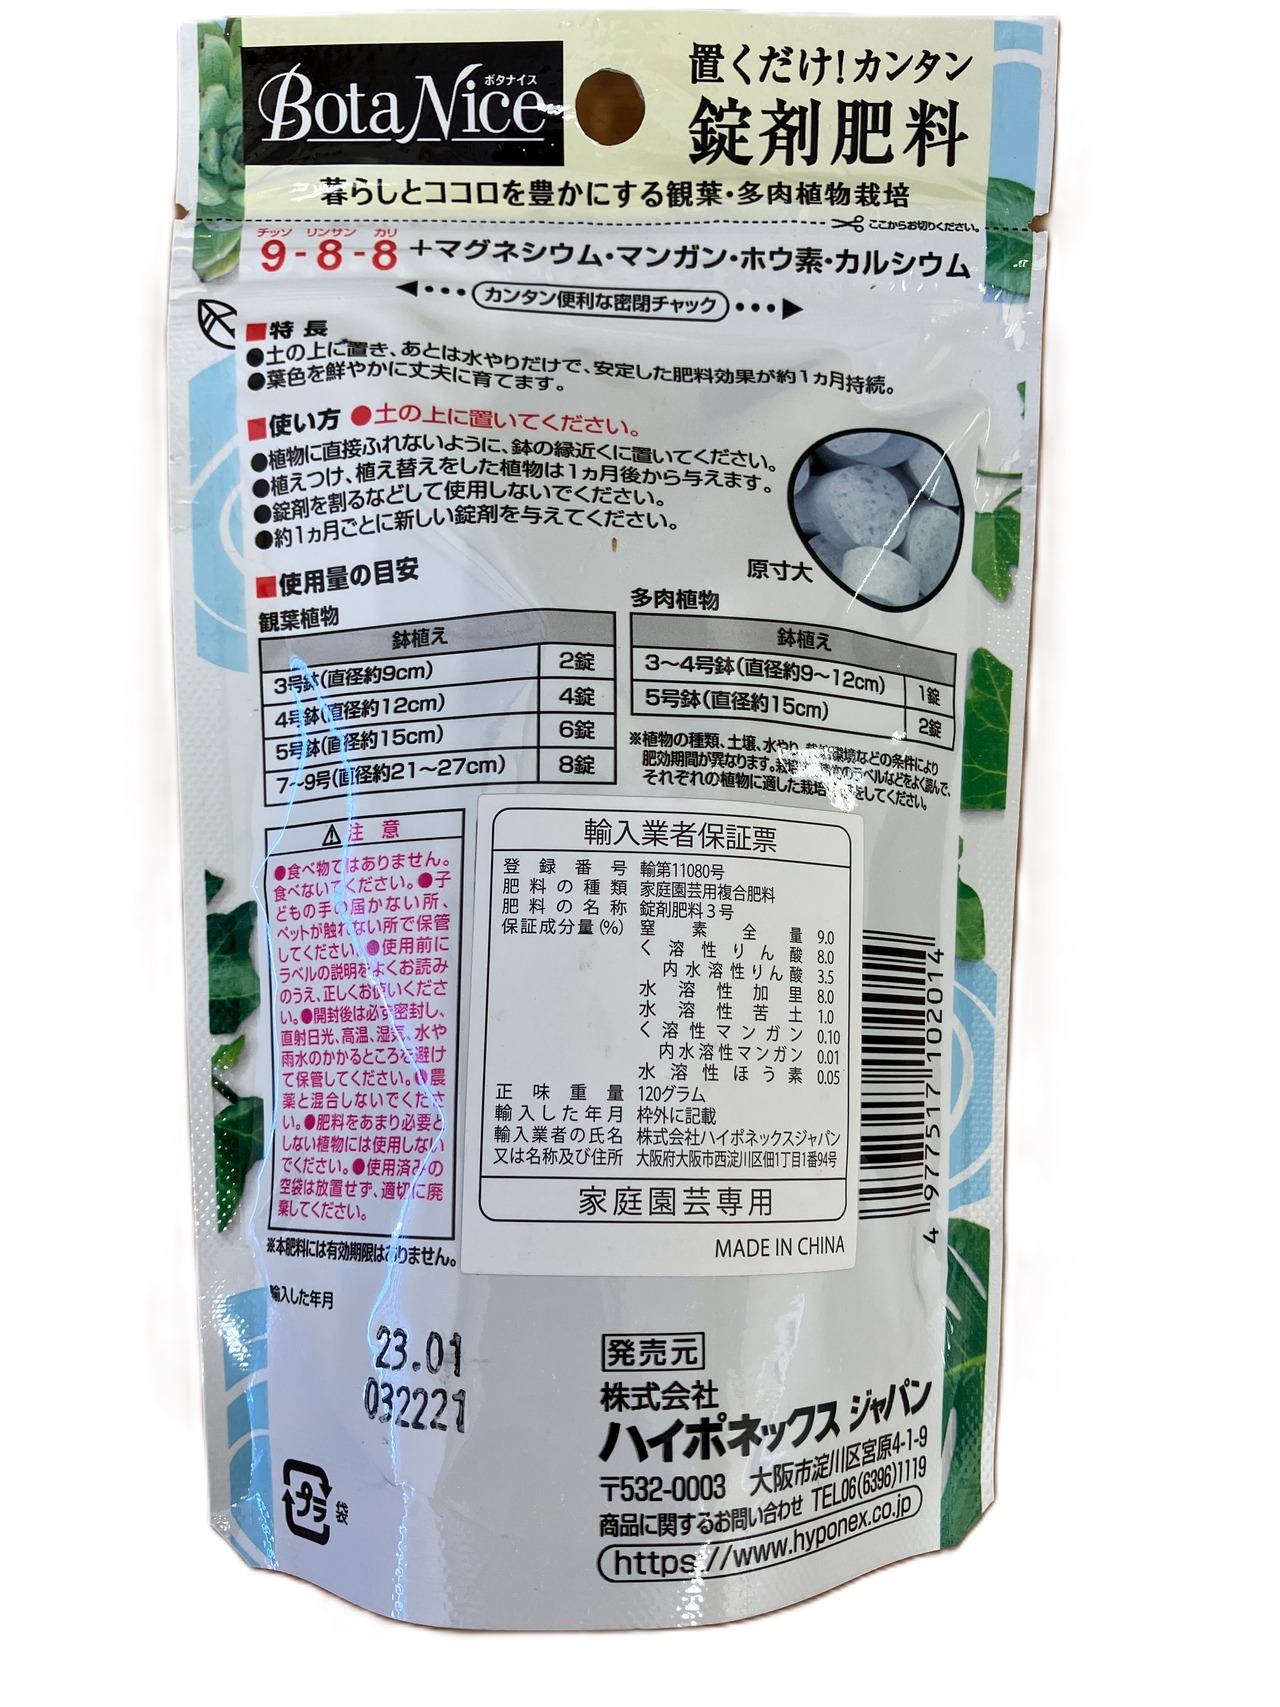 BotaNice
ボタナイス
置くだけ!カンタン
錠剤肥料
暮らしとココロを豊かにする観葉・多肉植物栽培
ここからお切りください。
チッソ リンサン カリ
9-8-8+マグネシウム・マンガン・ホウ素・カルシウム
カンタン便利な密閉チャック
■特長
●土の上に置き、あとは水やりだけで、安定した肥料効果が約1ヵ月持続。
●葉色を鮮やかに丈夫に育てます。
■使い方 ●土の上に置いてください。
●植物に直接ふれないように、鉢の縁近くに置いてください。
●植えつけ、植え替えをした植物は1ヵ月後から与えます。
●錠剤を割るなどして使用しないでください。
●約1ヵ月ごとに新しい錠剤を与えてください。
原寸大
■使用量の目安
観葉植物
鉢植え
3号鉢(直径約9cm) 2錠
4号鉢(直径約12cm) 4錠
5号鉢(直径約15cm) 6錠
7~9号(直径約21~27cm) 8錠
多肉植物
鉢植え
3~4号鉢(直径約9~12cm) 1錠
5号鉢(直径約15cm) 2錠
※植物の種類、土壌、水やり、環境などの条件により
肥効期間が異なります。ラベルなどをよく読んで、
それぞれの植物に適した栽培をしてください。
⚠注意
●食べ物ではありません。
食べないでください。●子
どもの手の届かない所、
ペットが触れない所で保管
してください。●使用前に
ラベルの説明をよくお読み
のうえ、正しくお使いくださ
い。●開封後は必ず密封し、
直射日光、高温、湿気、水や
雨水のかかるところを避け
て保管してください。●農
薬と混合しないでくださ
い。●肥料をあまり必要と
しない植物には使用しない
でください。●使用済みの
空袋は放置せず、適切に廃
棄してください。
※本肥料には有効期限はありません。
輸入業者保証票
登録番号 輸第11080号
肥料の種類 家庭園芸用複合肥料
肥料の名称 錠剤肥料3号
保証成分量(%) 窒素全量 9.0
く溶性りん酸 8.0
内水溶性りん酸 3.5
水溶性加里 8.0
水溶性苦土 1.0
く溶性マンガン 0.10
内水溶性マンガン 0.01
水溶性ほう素 0.05
正味重量 120グラム
輸入した年月 枠外に記載
輸入業者の氏名 株式会社ハイポネックスジャパン
又は名称及び住所 大阪府大阪市西淀川区佃1丁目1番94号
家庭園芸専用
MADE IN CHINA
4977517102014
輸入した年月
23.01
032221
プラ
袋
発売元
株式会社
ハイポネックス ジャパン
〒532-0003 大阪市淀川区宮原4-1-9
商品に関するお問い合わせ TEL06(6396)1119
https://www.hyponex.co.jp